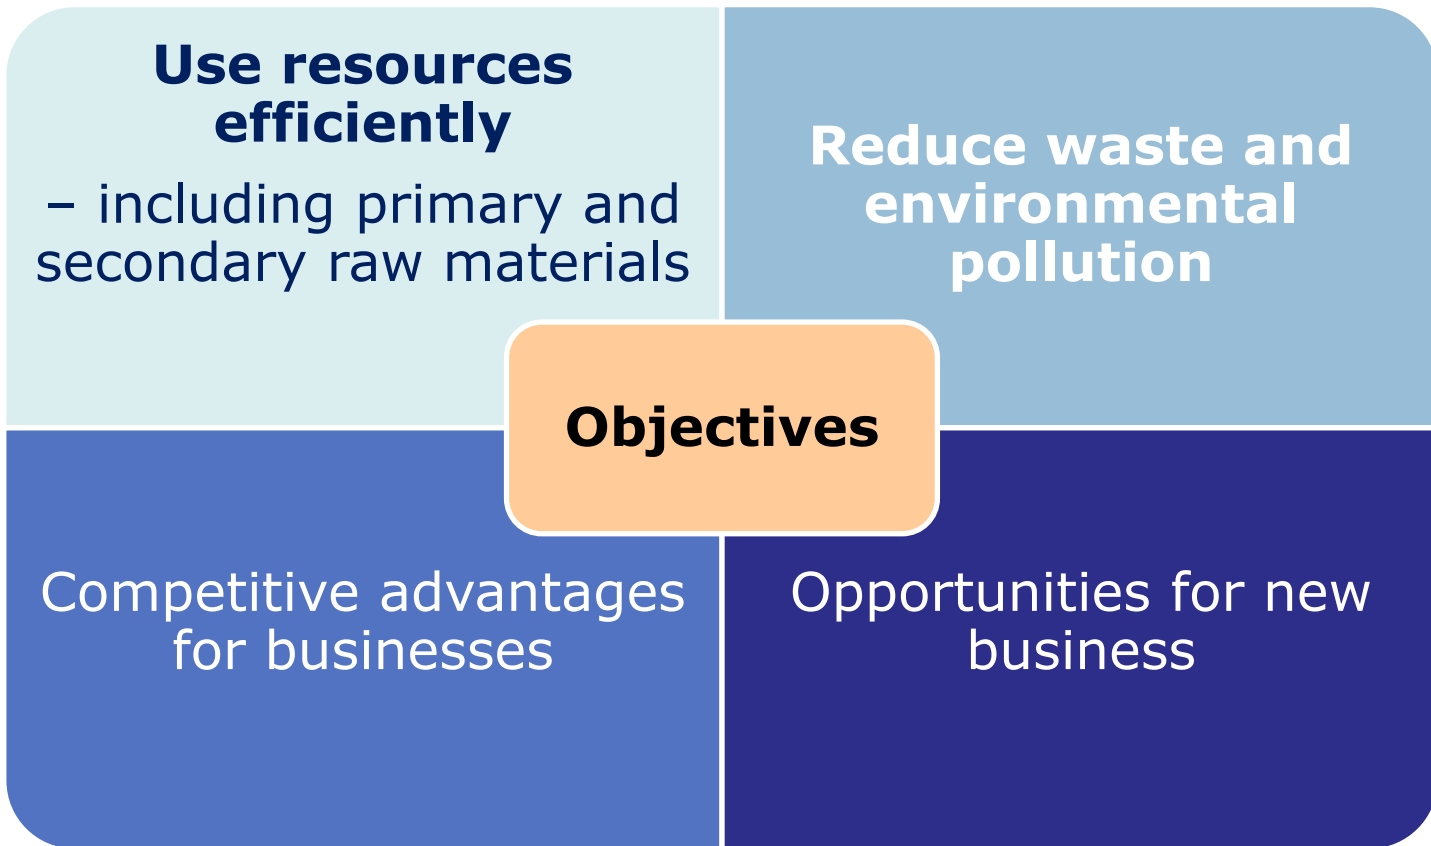 Use resources
efficiently
– including primary and
secondary raw materials
Reduce waste and
environmental
pollution
Objectives
Competitive advantages
for businesses
Opportunities for new
business